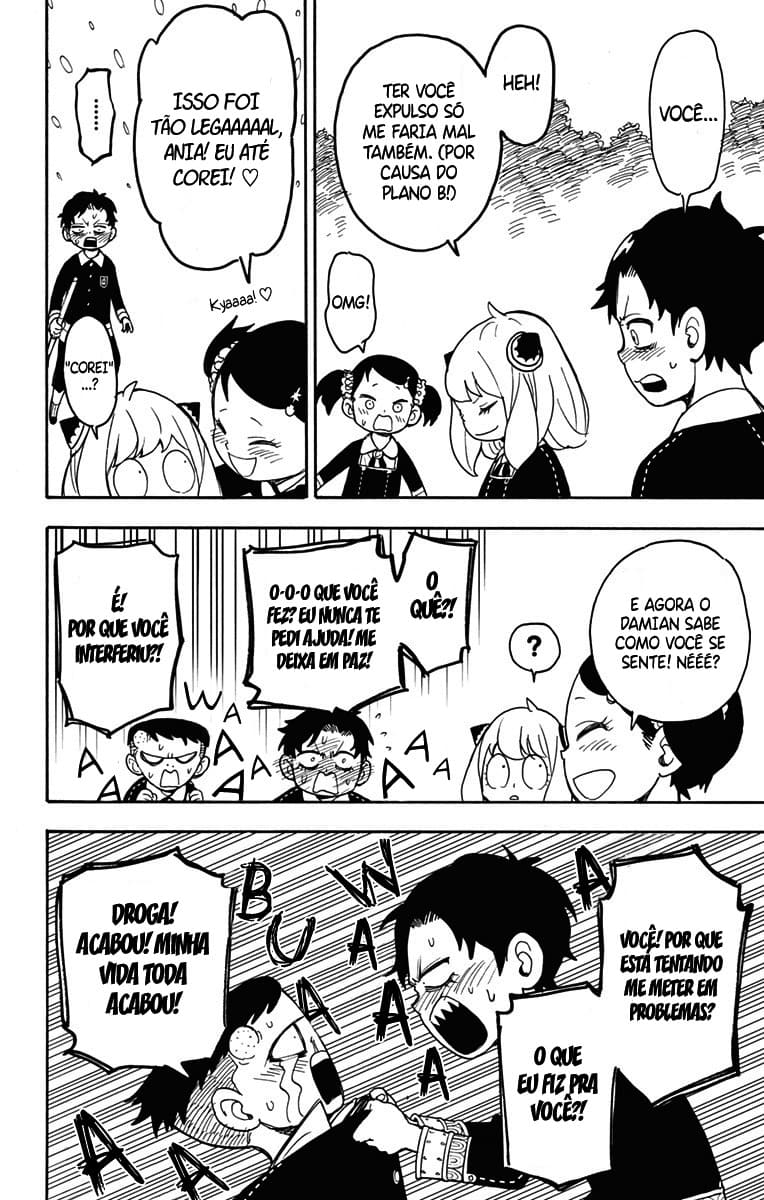 VOCÊ...
HEH!
TER VOCÊ
EXPULSO SÓ
ME FARIA MAL
TAMBÉM. (POR
CAUSA DO
PLANO B!)
OMG!
ISSO FOI
TÃO LEGAAAAAL,
ANIA! EU ATÉ
COREI! ♡
Kyaaaa! ♡
......
"COREI"
...?
E AGORA O
DAMIAN SABE
COMO VOCÊ SE
SENTE! NÉÉÉ?
?
O
QUÊ?!
O-O-O QUE VOCÊ
FEZ? EU NUNCA TE
PEDI AJUDA! ME
DEIXA EM PAZ!
É!
POR QUE VOCÊ
INTERFERIU?!
WAAAAA
AAAAA
VOCÊ! POR QUE
ESTÁ TENTANDO
ME METER EM
PROBLEMAS?
O QUE
EU FIZ PRA
VOCÊ?!
A
WAAAA
BUAAA
DROGA!
ACABOU! MINHA
VIDA TODA
ACABOU!
AAA